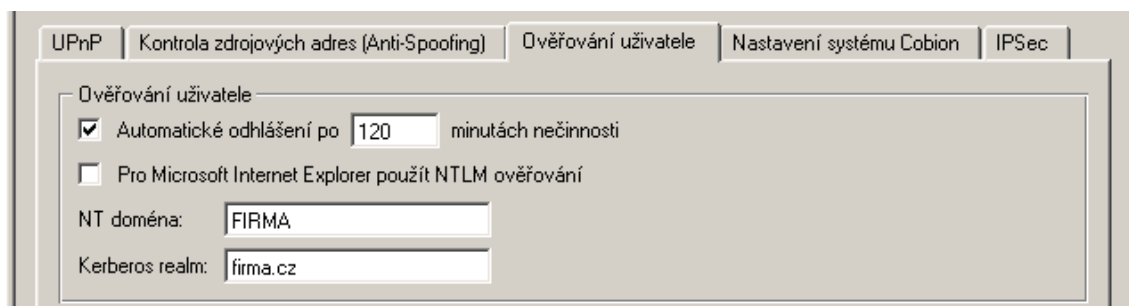 UPnP Kontrola zdrojových adres (Anti-Spoofing) Ověřování uživatele Nastavení systému Cobion IPSec
Ověřování uživatele
Automatické odhlášení po 120 minutách nečinnosti
Pro Microsoft Internet Explorer použít NTLM ověřování
NT doména: FIRMA
Kerberos realm: firma.cz